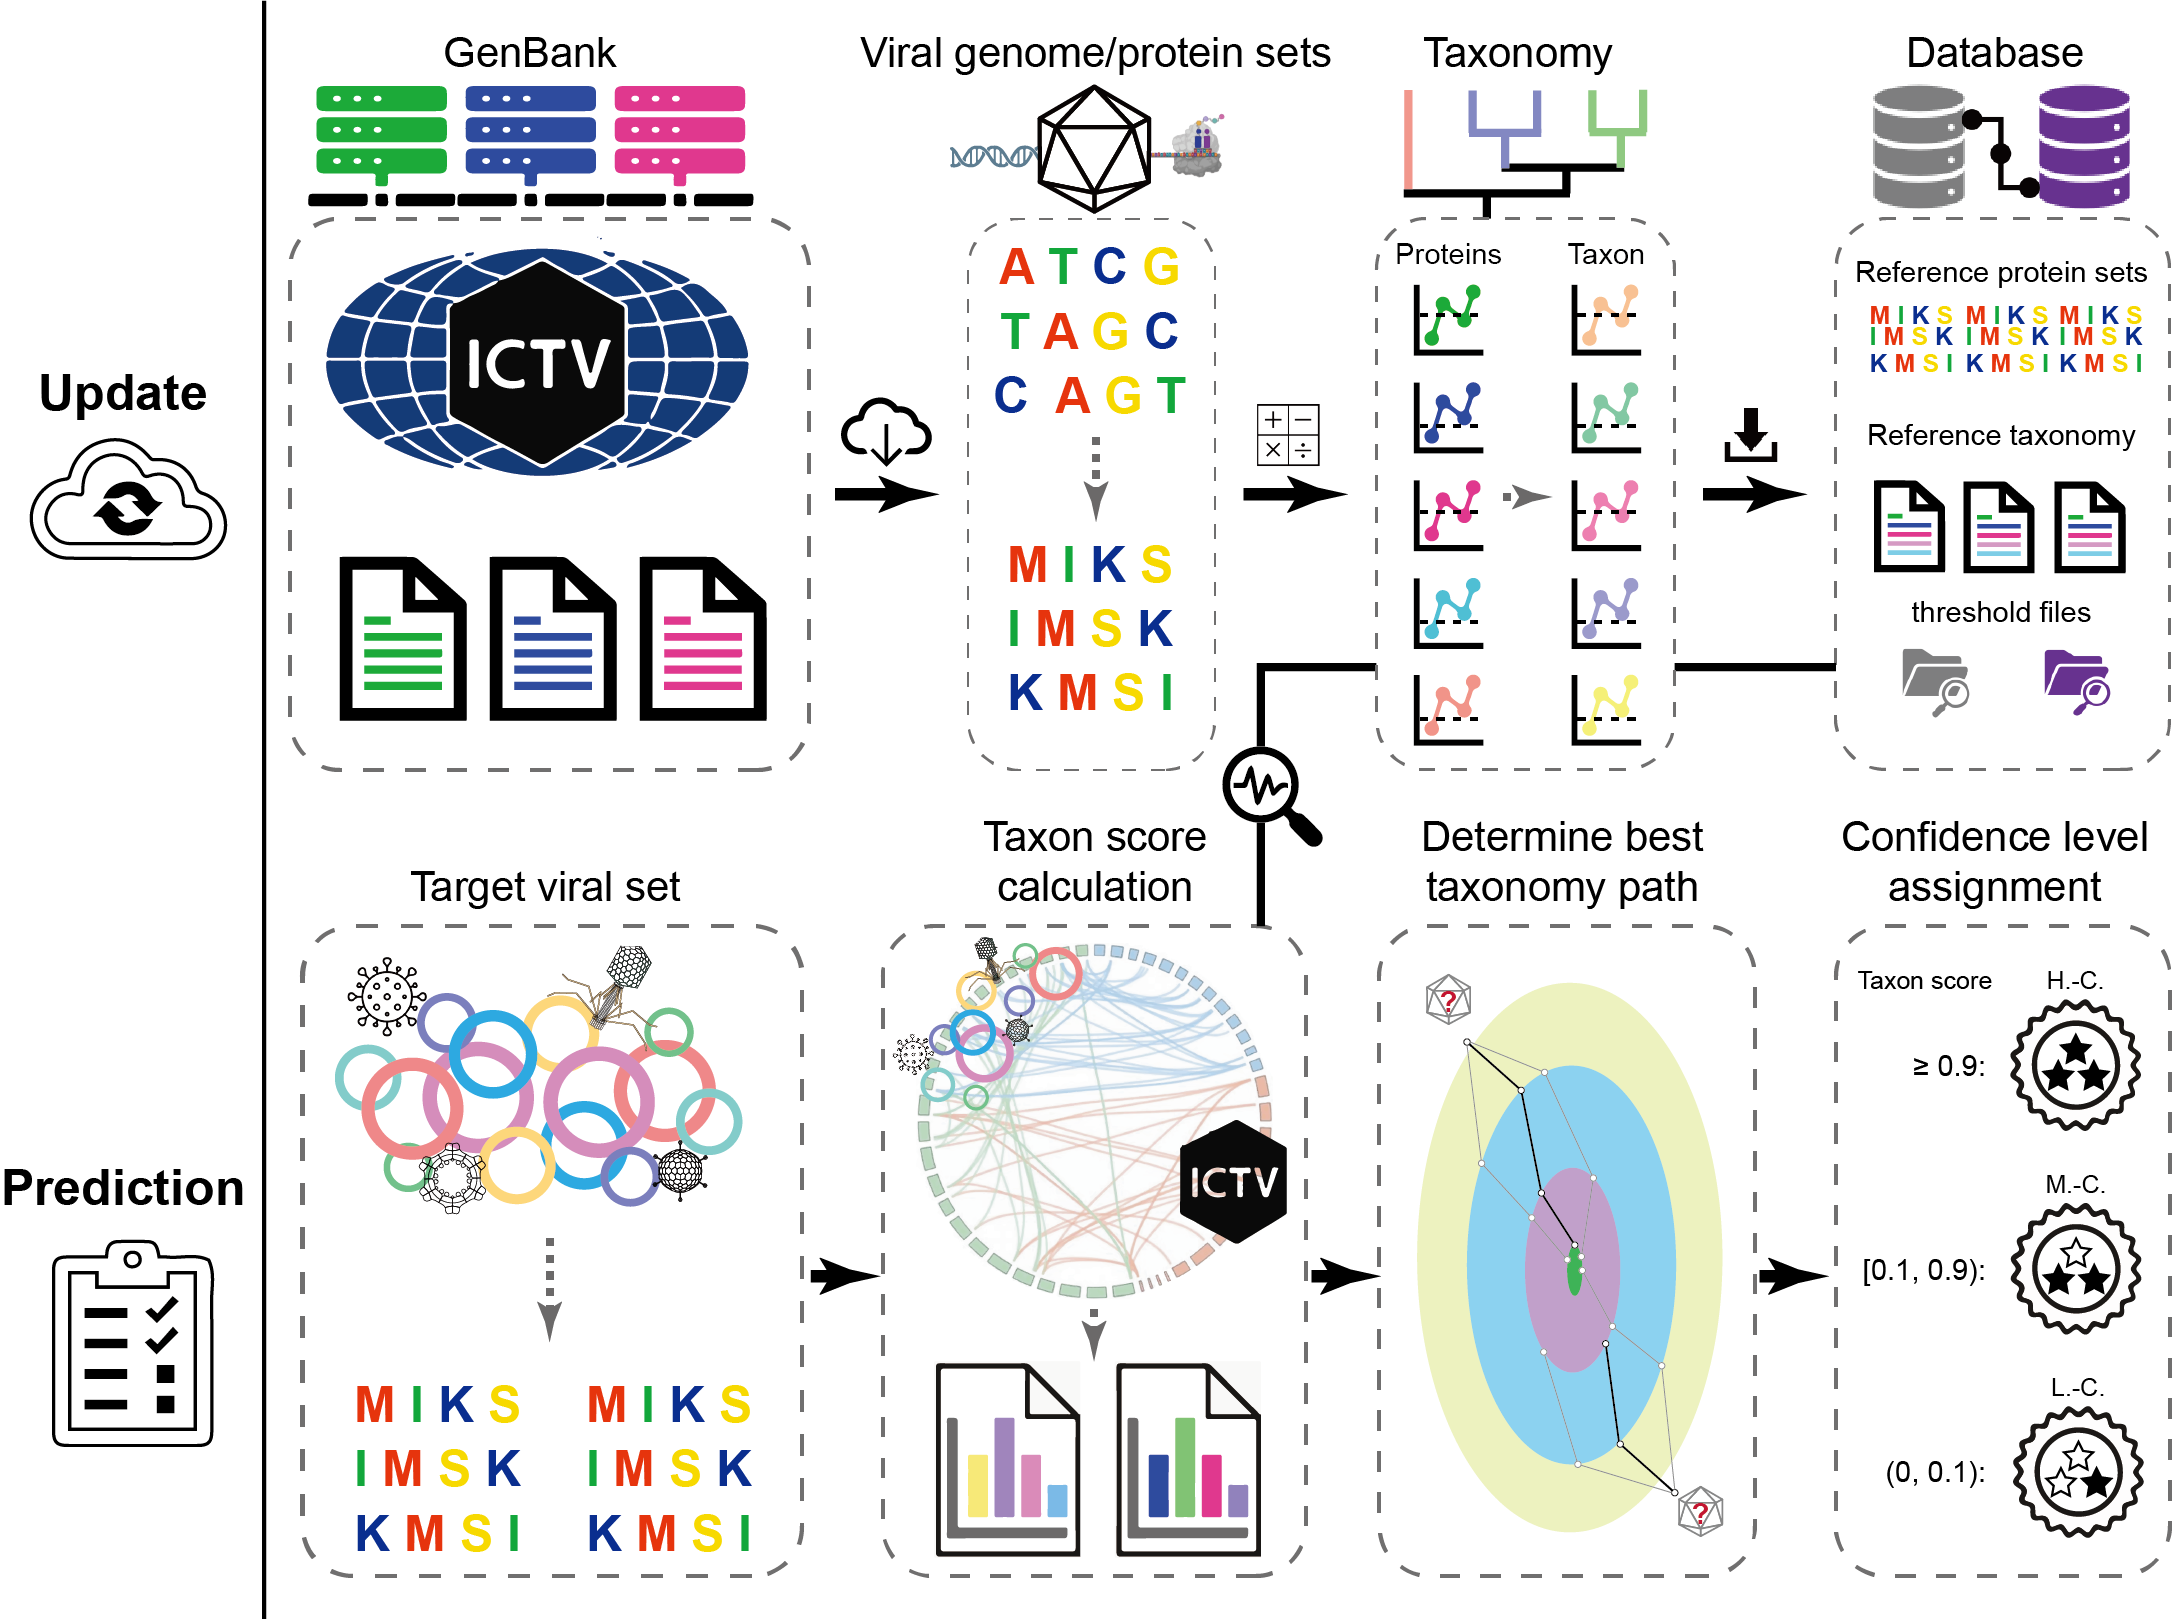 GenBank
Viral genome/protein sets
Taxonomy
Database
Update
ICTV
A T C G
T A G C
C A G T
M I K S
I M S K
K M S I
+ −
× ÷
Proteins Taxon
Reference protein sets
M I K S M I K S M I K S
I M S K I M S K I M S K
K M S I K M S I K M S I
Reference taxonomy
threshold files
Prediction
Target viral set
M I K S M I K S
I M S K I M S K
K M S I K M S I
Taxon score
calculation
ICTV
Determine best
taxonomy path
?
?
Confidence level
assignment
Taxon score H.-C.
≥ 0.9:
M.-C.
[0.1, 0.9):
L.-C.
(0, 0.1):